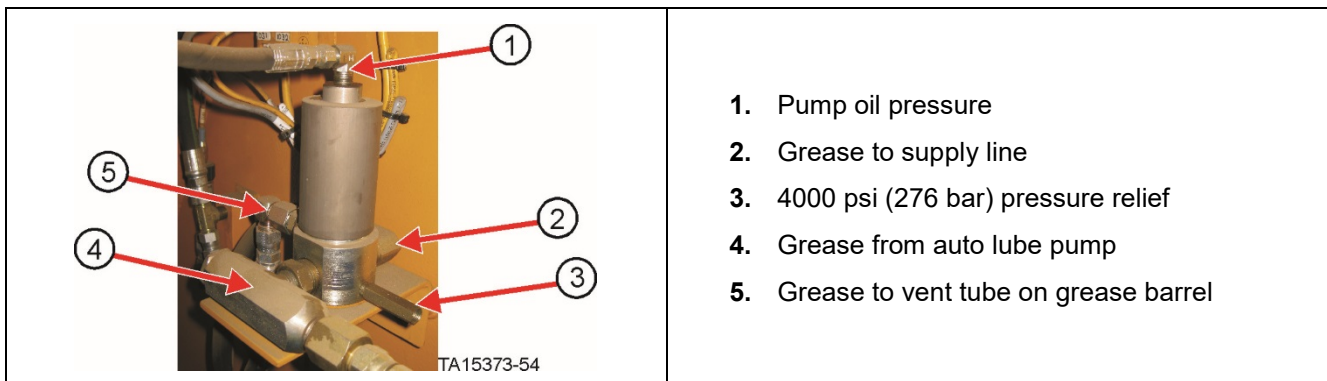 1
5
2
4
3
TA15373-54
1. Pump oil pressure
2. Grease to supply line
3. 4000 psi (276 bar) pressure relief
4. Grease from auto lube pump
5. Grease to vent tube on grease barrel